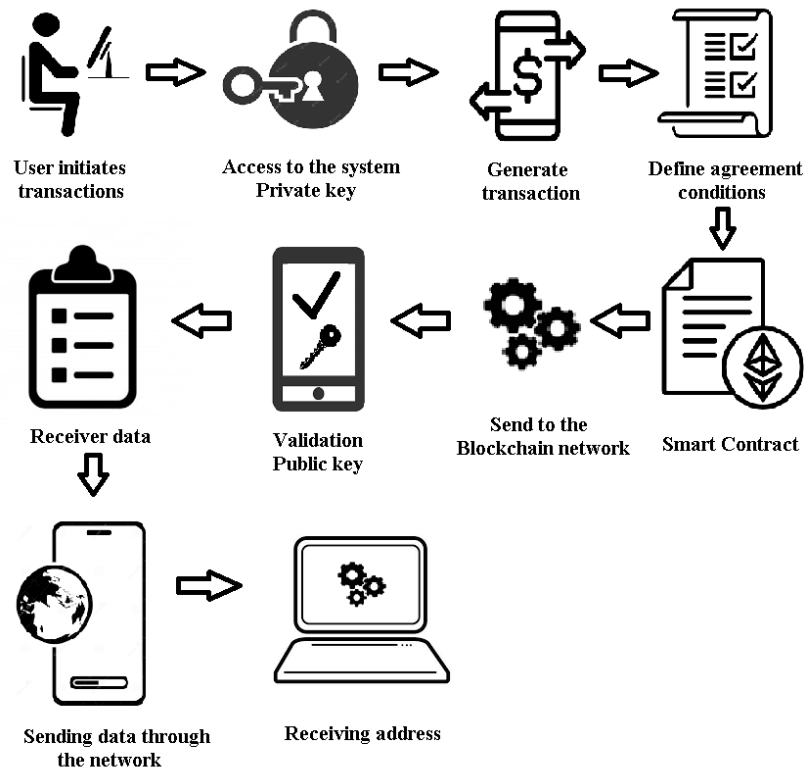 User initiates
transactions
Access to the system
Private key
Generate
transaction
Define agreement
conditions
Smart Contract
Send to the
Blockchain network
Validation
Public key
Receiver data
Sending data through
the network
Receiving address